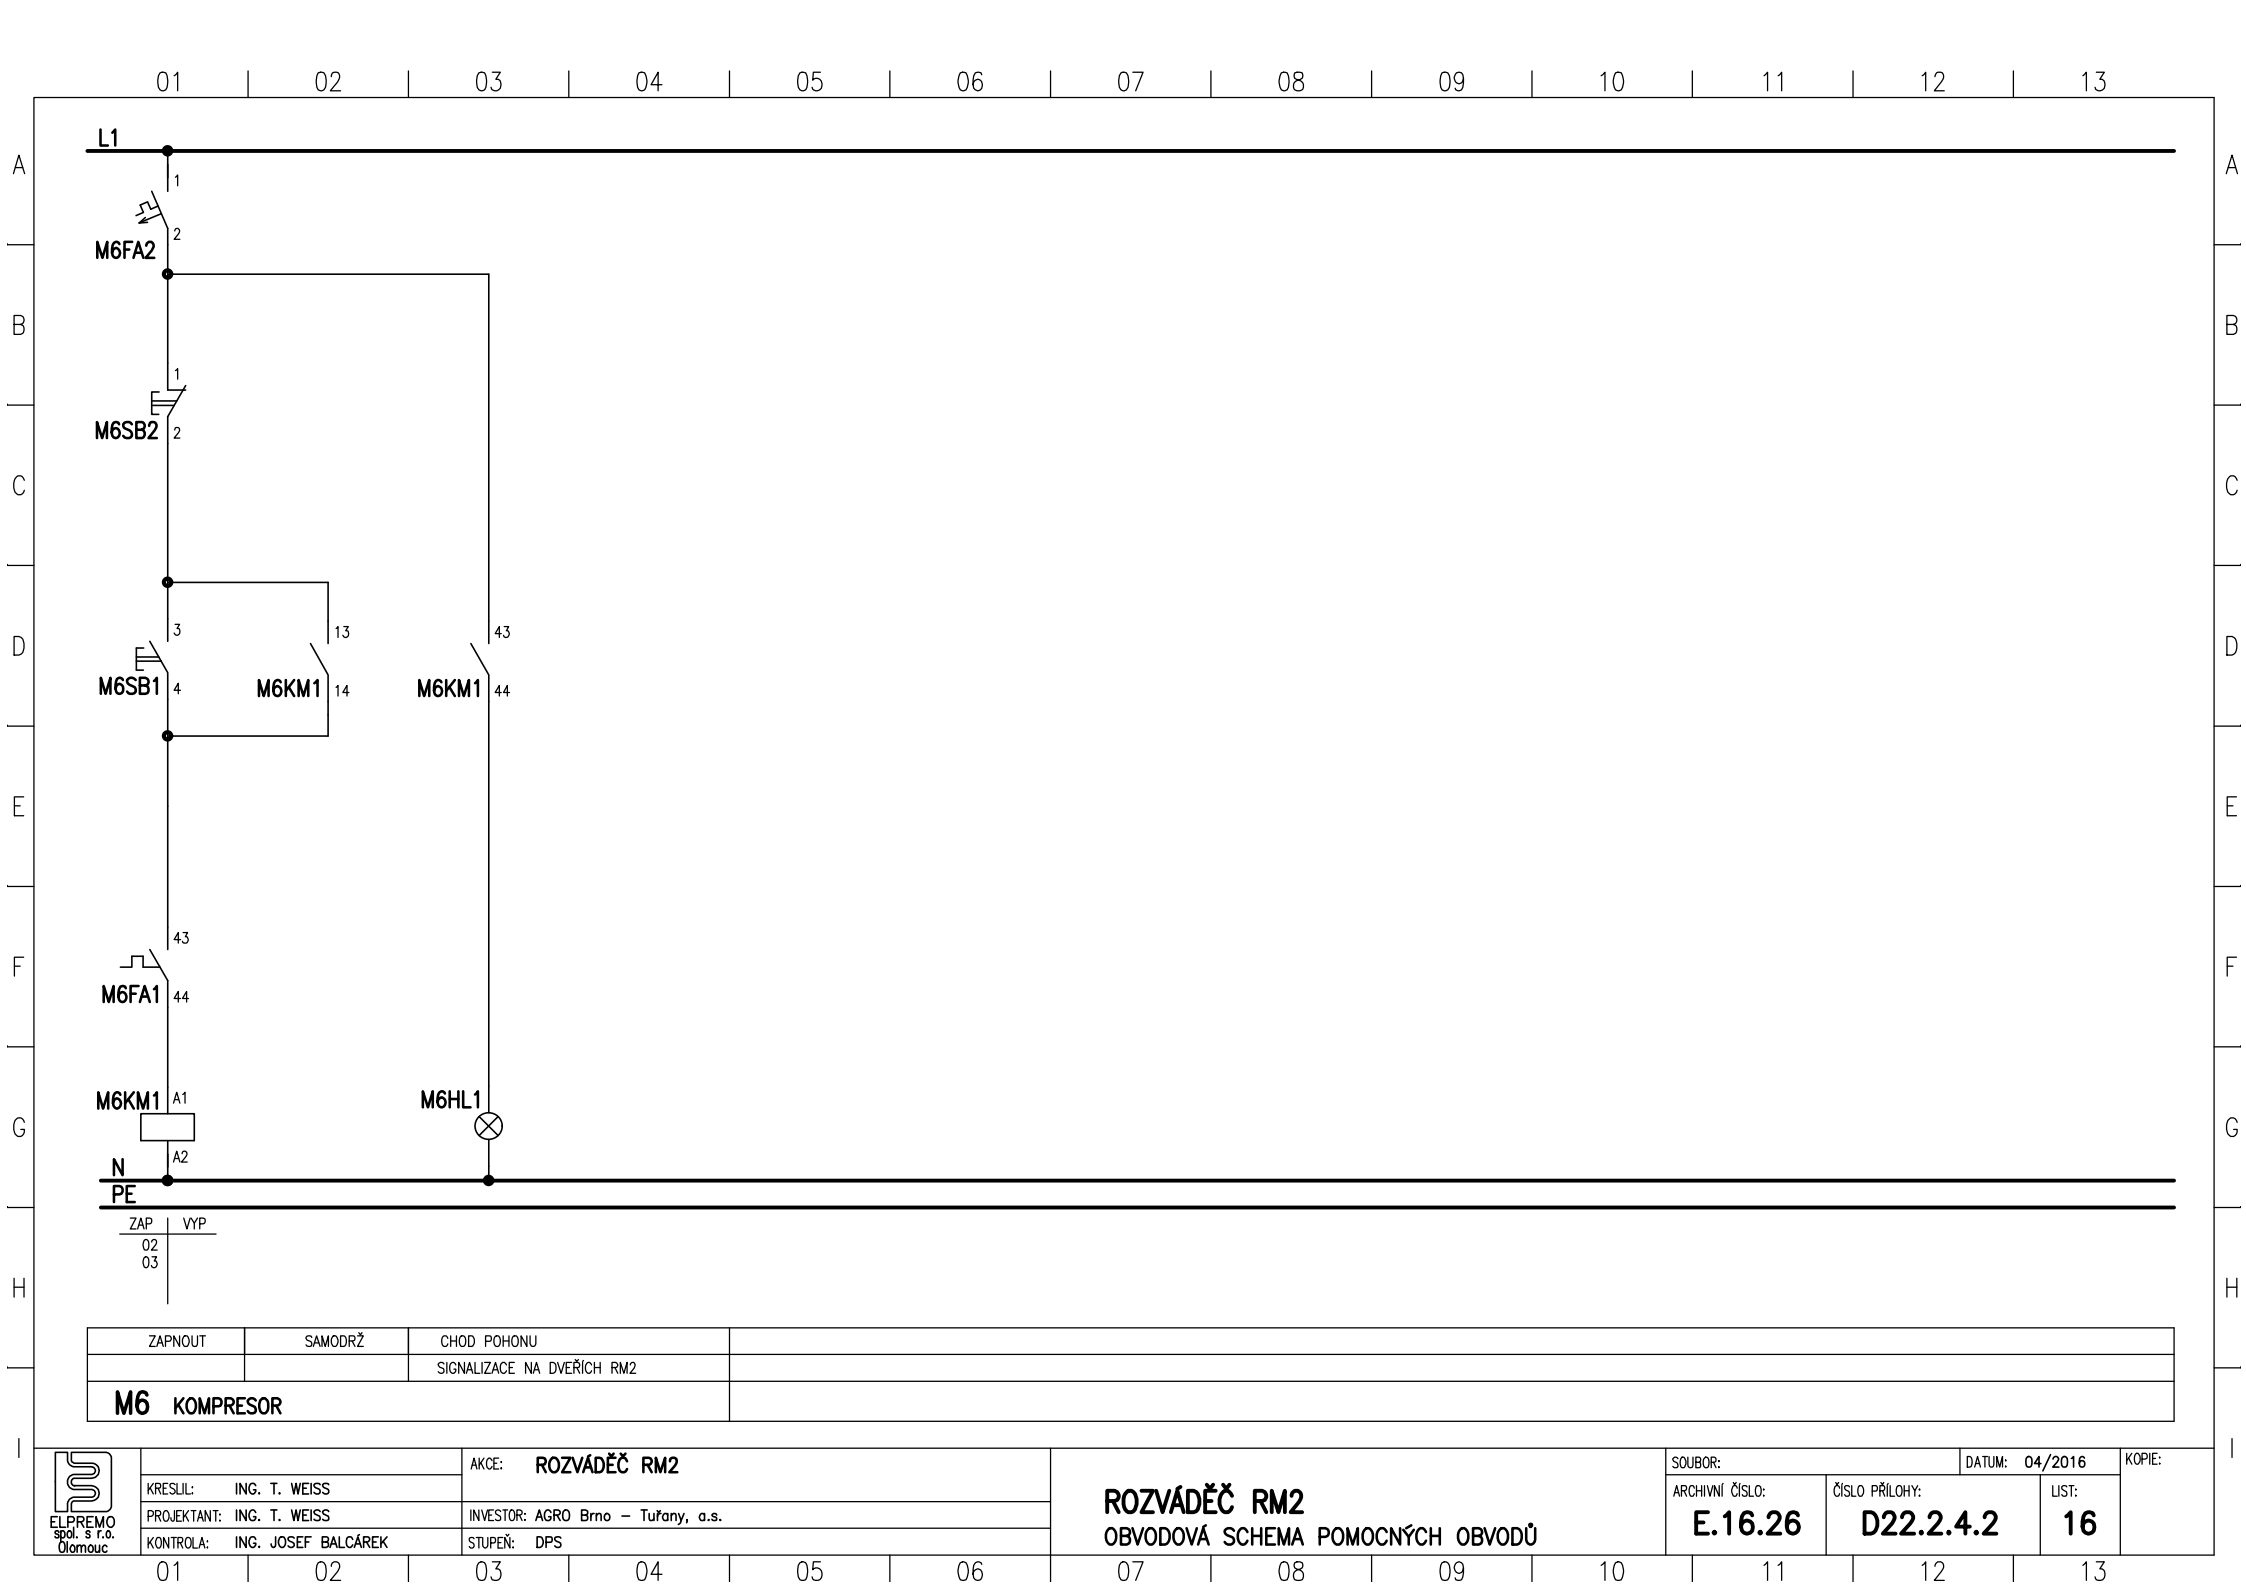 01 02 03 04 05 06 07 08 09 10 11 12 13
L1
A A
1
2
M6FA2
B B
1
M6SB2 2
C C
3 13 43
D D
M6SB1 4 M6KM1 14 M6KM1 44
E E
43
F F
M6FA1 44
M6KM1 A1 M6HL1
G G
A2
N
PE
ZAP VYP
02
03
H H
ZAPNOUT SAMODRŽ CHOD POHONU
SIGNALIZACE NA DVEŘÍCH RM2
M6 KOMPRESOR
I I
ELPREMO
spol. s r.o.
Olomouc
KRESLIL: ING. T. WEISS
PROJEKTANT: ING. T. WEISS
KONTROLA: ING. JOSEF BALCÁREK
AKCE: ROZVÁDĚČ RM2
INVESTOR: AGRO Brno – Tuřany, a.s.
STUPEŇ: DPS
ROZVÁDĚČ RM2
OBVODOVÁ SCHEMA POMOCNÝCH OBVODŮ
SOUBOR: DATUM: 04/2016 KOPIE:
ARCHIVNÍ ČÍSLO: ČÍSLO PŘÍLOHY: LIST:
E.16.26 D22.2.4.2 16
01 02 03 04 05 06 07 08 09 10 11 12 13